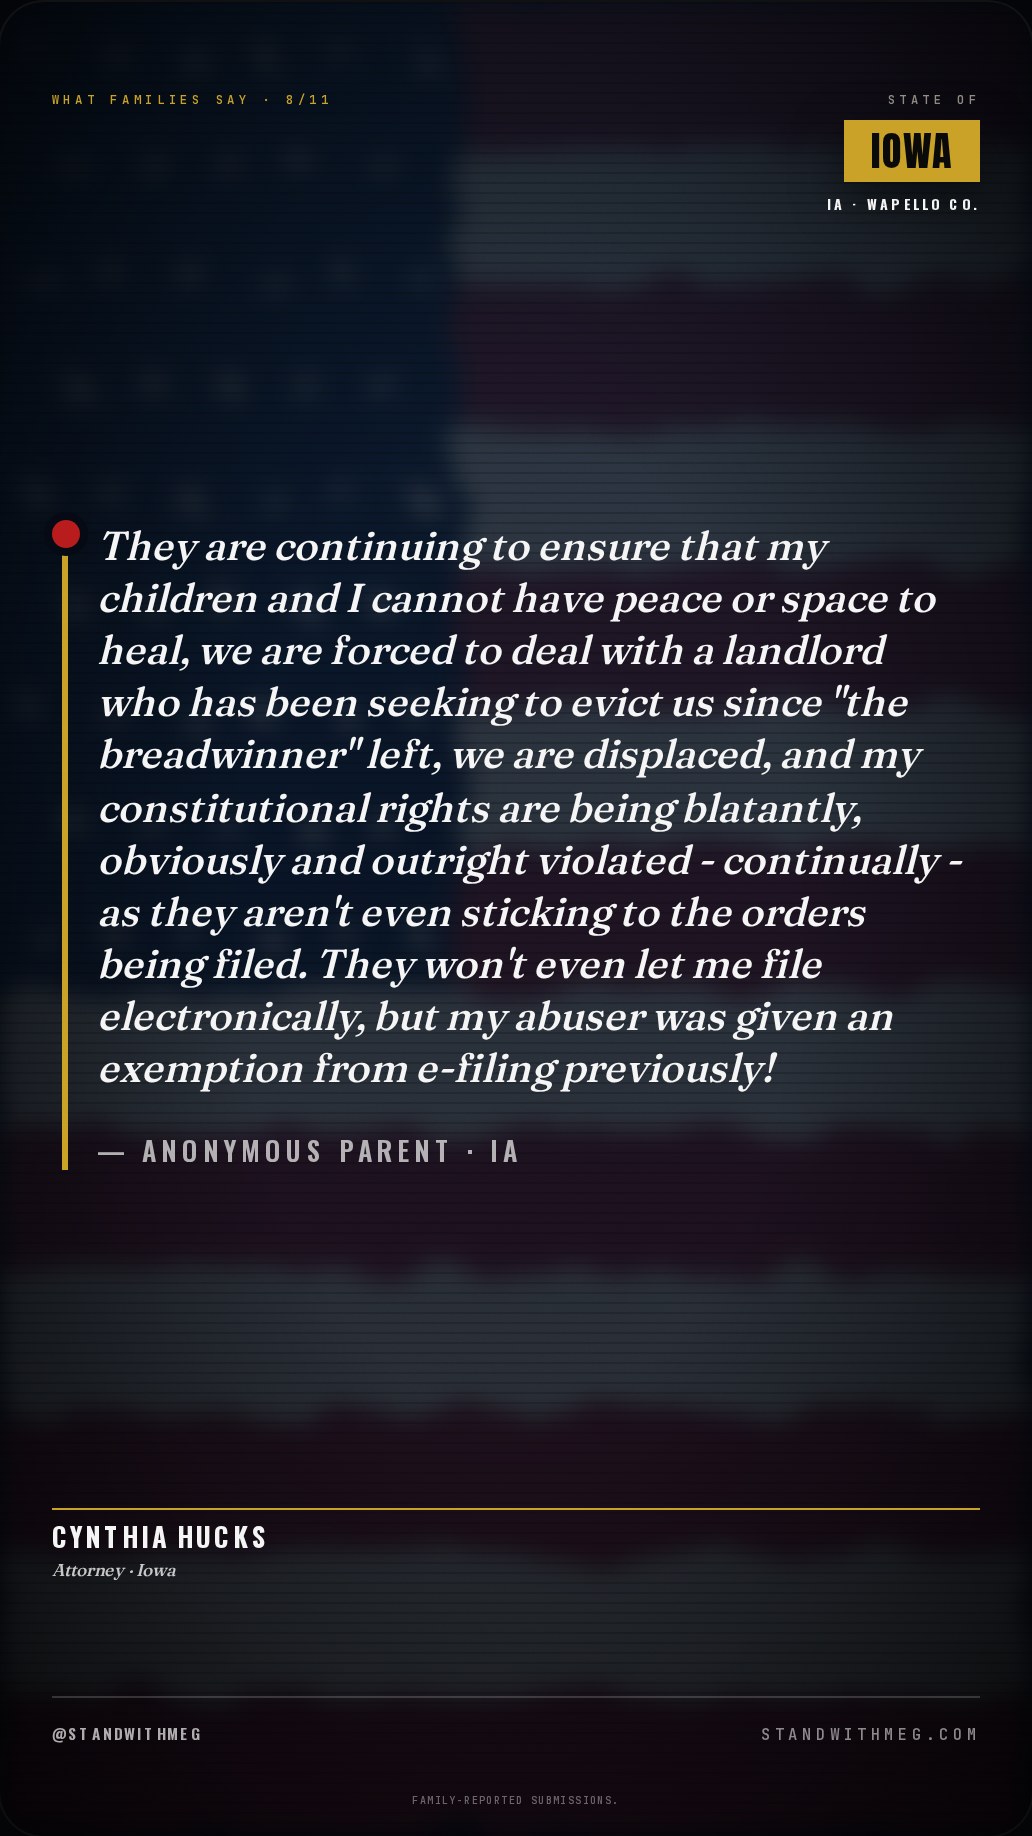 WHAT FAMILIES SAY · 8/11
STATE OF
IOWA
IA · WAPELLO CO.
They are continuing to ensure that my
children and I cannot have peace or space to
heal, we are forced to deal with a landlord
who has been seeking to evict us since "the
breadwinner" left, we are displaced, and my
constitutional rights are being blatantly,
obviously and outright violated - continually -
as they aren't even sticking to the orders
being filed. They won't even let me file
electronically, but my abuser was given an
exemption from e-filing previously!
— ANONYMOUS PARENT · IA
CYNTHIA HUCKS
Attorney · Iowa
@STANDWITHMEG
STANDWITHMEG.COM
FAMILY-REPORTED SUBMISSIONS.